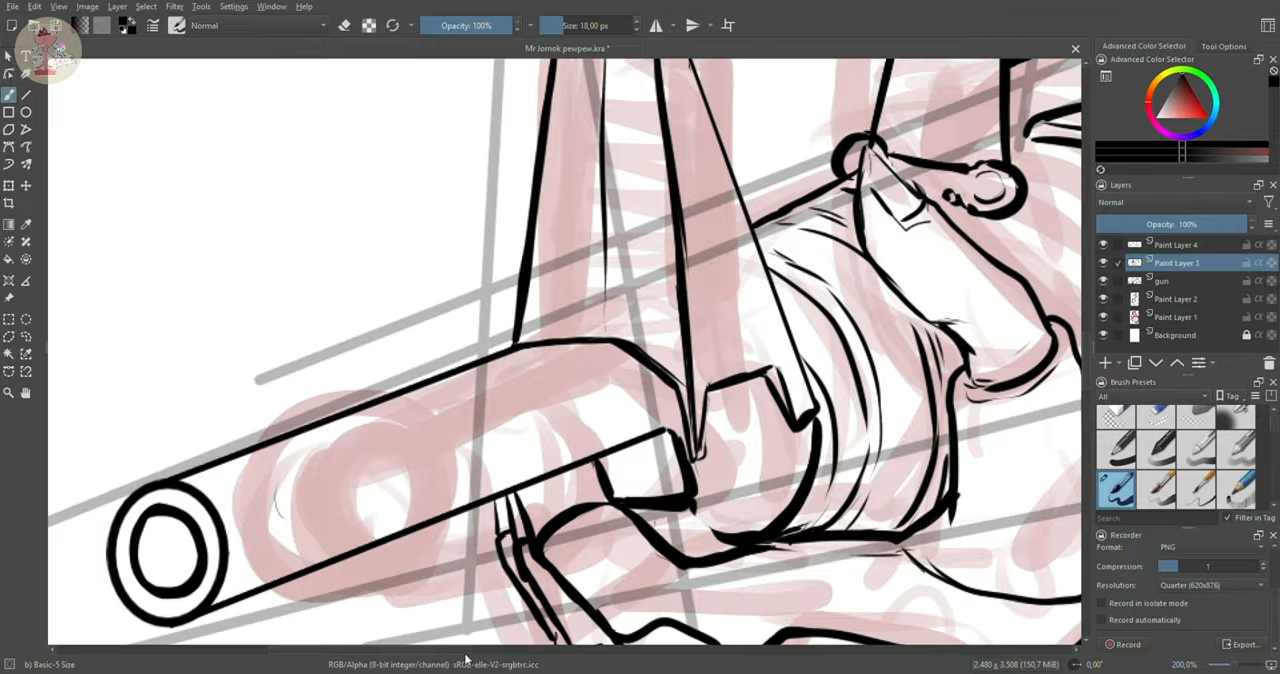 File Edit View Image Layer Select Filter Tools Settings Window Help
Normal Opacity: 100% Size: 18,00 px
Mr Jomok pewpew.kra *
Advanced Color Selector Tool Options
Advanced Color Selector
Layers
Normal
Opacity: 100%
Paint Layer 4
Paint Layer 3
gun
Paint Layer 2
Paint Layer 1
Background
Brush Presets
All Tag
Search Filter in Tag
Recorder
Format: PNG
Compression: 1
Resolution: Quarter (620x876)
Record in isolate mode
Record automatically
Record Export...
b) Basic-5 Size RGB/Alpha (8-bit integer/channel) sRGB-elle-V2-srgbtrc.icc 2.480 x 3.508 (150,7 MiB) 0,00° 200,0%